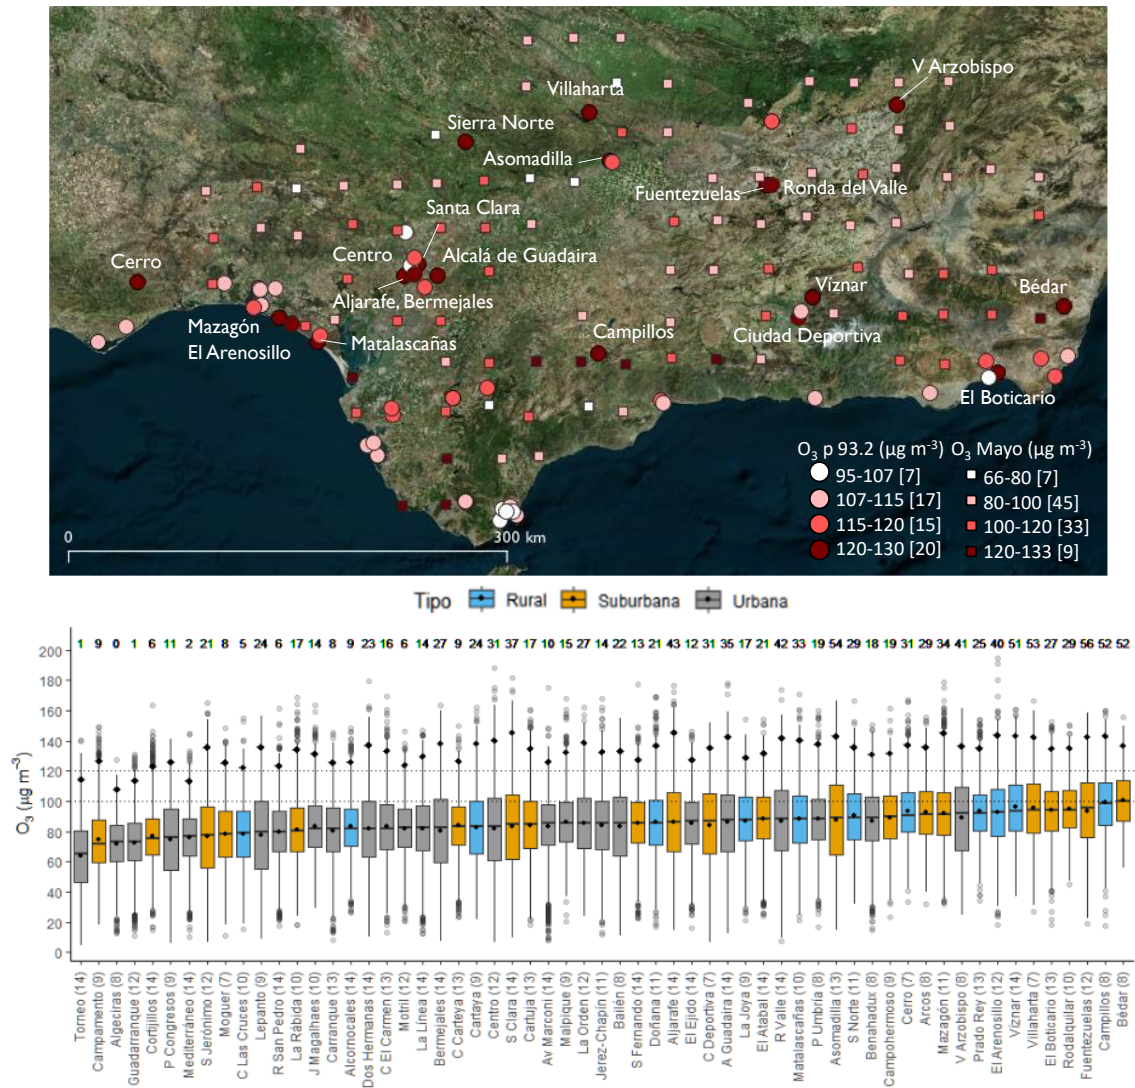 V Arzobispo
Villaharta
Sierra Norte
Asomadilla
Fuentezuelas
Ronda del Valle
Santa Clara
Centro
Alcalá de Guadaira
Cerro
Aljarafe, Bermejales
Víznar
Bédar
Mazagón
El Arenosillo
Matalascañas
Campillos
Ciudad Deportiva
El Boticario
O₃ p 93.2 (µg m⁻³) O₃ Mayo (µg m⁻³)
95-107 [7] 66-80 [7]
107-115 [17] 80-100 [45]
115-120 [15] 100-120 [33]
120-130 [20] 120-133 [9]
0 300 km
Tipo Rural Suburbana Urbana
1 9 0 1 6 11 2 21 8 5 24 14 17 14 8 14 23 16 6 14 27 9 24 31 37 17 10 15 27 14 22 13 21 43 12 31 35 17 21 42 33 19 54 29 18 19 31 29 34 41 25 40 51 53 27 29 56 52 52
200
180
160
140
120
100
80
60
40
20
0
O₃ (µg m⁻³)
Torneo (14)
Campamento (9)
Algeciras (8)
Guadarranque (12)
Cortijillos (14)
P Congresos (9)
Mediterráneo (14)
S Jerónimo (12)
Moguer (7)
C Las Cruces (10)
Lepanto (9)
R San Pedro (14)
La Rábida (10)
J Magalhaes (10)
Carranque (8)
Alcornocales (14)
Dos Hermanas (14)
C El Carmen (13)
Motril (12)
La Línea (14)
Bermejales (14)
C Carteya (13)
Cartaya (9)
Centro (12)
S Clara (14)
Cartuja (13)
Av Marconi (14)
Malpique (9)
La Orden (12)
Jerez-Chapín (11)
Bailén (8)
S Fernando (14)
Doñana (11)
Aljarafe (14)
El Ejido (14)
C Deportiva (7)
A Guadaira (14)
La Joya (9)
El Atabal (14)
R Valle (14)
Matalascañas (10)
P Umbría (8)
Asomadilla (13)
S Norte (11)
Benahadux (8)
Campohermoso (9)
Cerro (7)
Arcos (8)
Mazagón (11)
V Arzobispo (8)
Prado Rey (13)
El Arenosillo (12)
Víznar (14)
Villaharta (7)
El Boticario (13)
Rodalquilar (10)
Fuentezuelas (12)
Campillos (8)
Bédar (8)